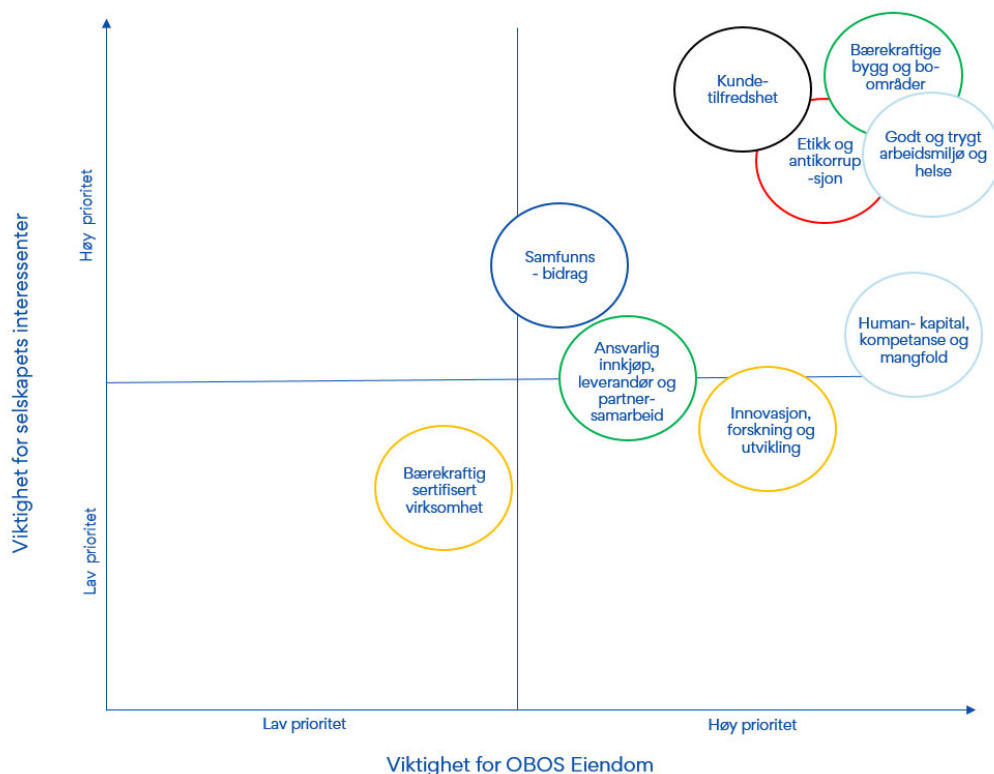 Viktighet for selskapets interessenter
Høy prioritet
Lav prioritet
Kunde-
tilfredshet
Bærekraftige
bygg og bo-
områder
Etikk og
antikorrup
-sjon
Godt og trygt
arbeidsmiljø og
helse
Samfunns
- bidrag
Human- kapital,
kompetanse og
mangfold
Ansvarlig
innkjøp,
leverandør og
partner-
samarbeid
Innovasjon,
forskning og
utvikling
Bærekraftig
sertifisert
virksomhet
Lav prioritet
Høy prioritet
Viktighet for OBOS Eiendom